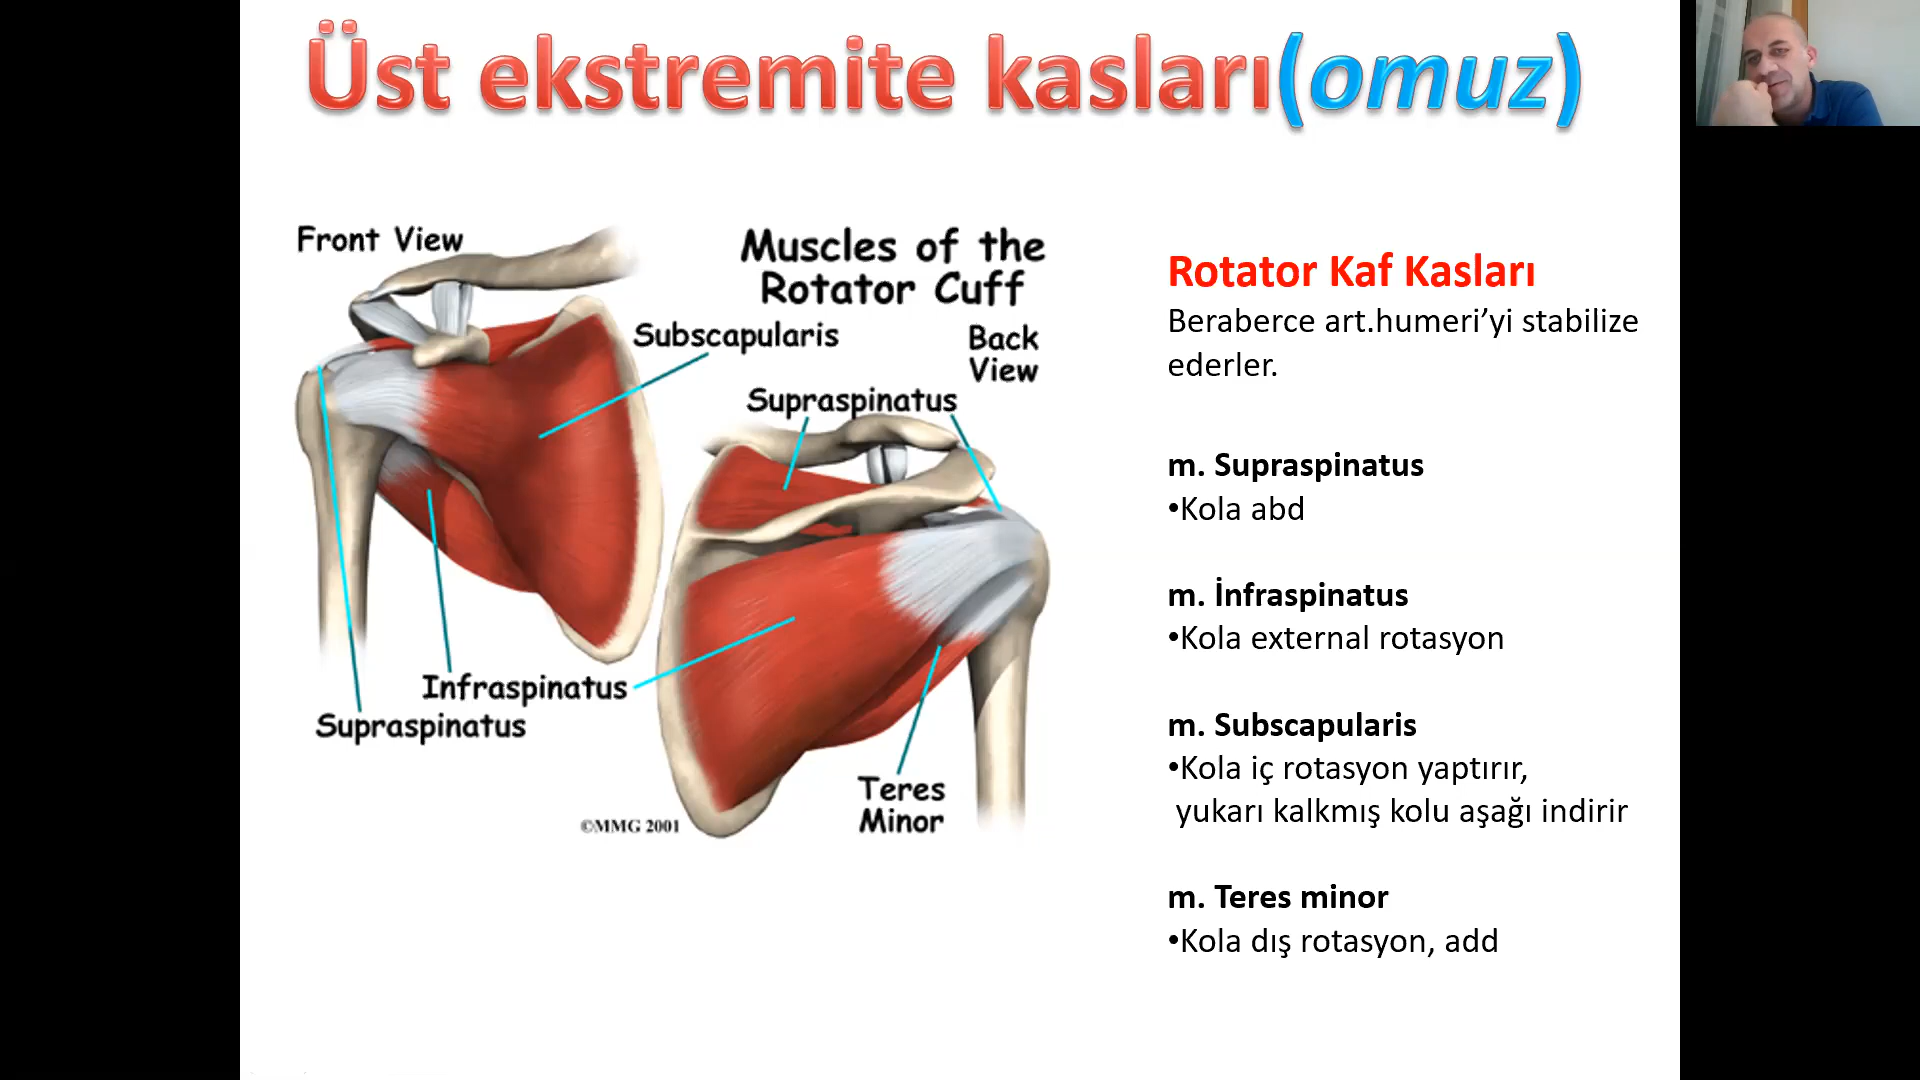 Üst ekstremite kasları(omuz)
Front View
Muscles of the
Rotator Cuff
Subscapularis
Back
View
Supraspinatus
Infraspinatus
Supraspinatus
Teres
Minor
©MMG 2001
Rotator Kaf Kasları
Beraberce art.humeri’yi stabilize
ederler.
m. Supraspinatus
•Kola abd
m. İnfraspinatus
•Kola external rotasyon
m. Subscapularis
•Kola iç rotasyon yaptırır,
yukarı kalkmış kolu aşağı indirir
m. Teres minor
•Kola dış rotasyon, add